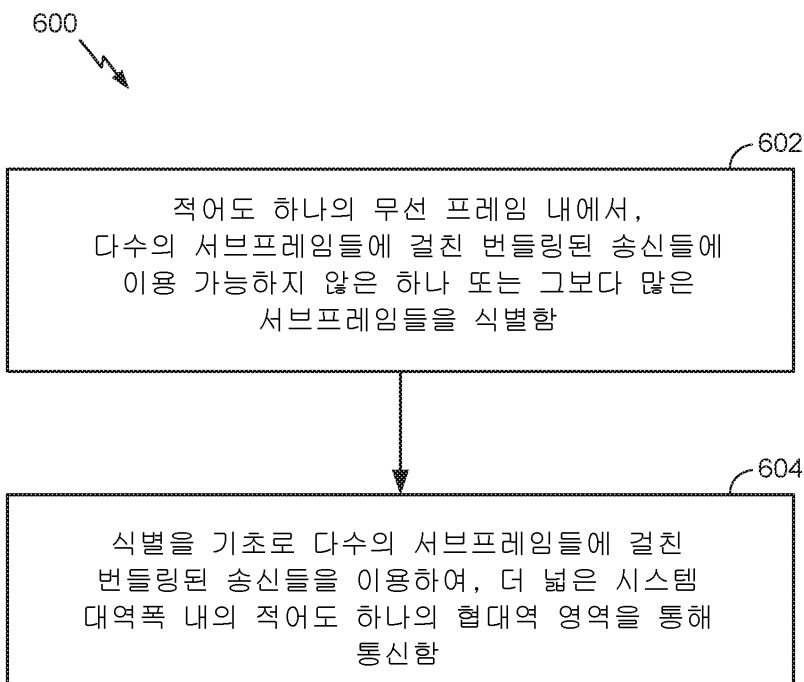 600
602
적어도 하나의 무선 프레임 내에서,
다수의 서브프레임들에 걸친 번들링된 송신들에
이용 가능하지 않은 하나 또는 그보다 많은
서브프레임들을 식별함
604
식별을 기초로 다수의 서브프레임들에 걸친
번들링된 송신들을 이용하여, 더 넓은 시스템
대역폭 내의 적어도 하나의 협대역 영역을 통해
통신함